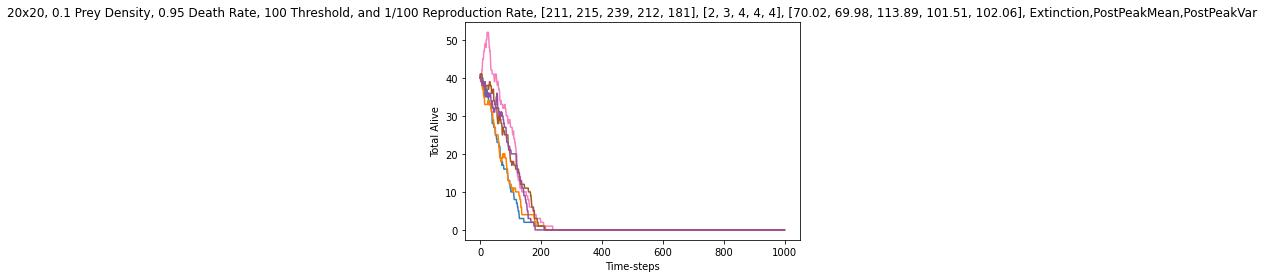 20x20, 0.1 Prey Density, 0.95 Death Rate, 100 Threshold, and 1/100 Reproduction Rate, [211, 215, 239, 212, 181], [2, 3, 4, 4, 4], [70.02, 69.98, 113.89, 101.51, 102.06], Extinction,PostPeakMean,PostPeakVar
50
40
30
20
10
0
Total Alive
0 200 400 600 800 1000
Time-steps